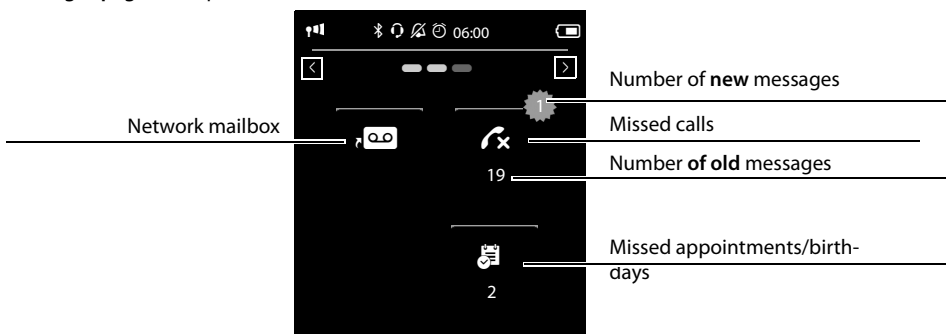 06:00
Number of new messages
1
Network mailbox
Missed calls
19
Number of old messages
Missed appointments/birth-
days
2